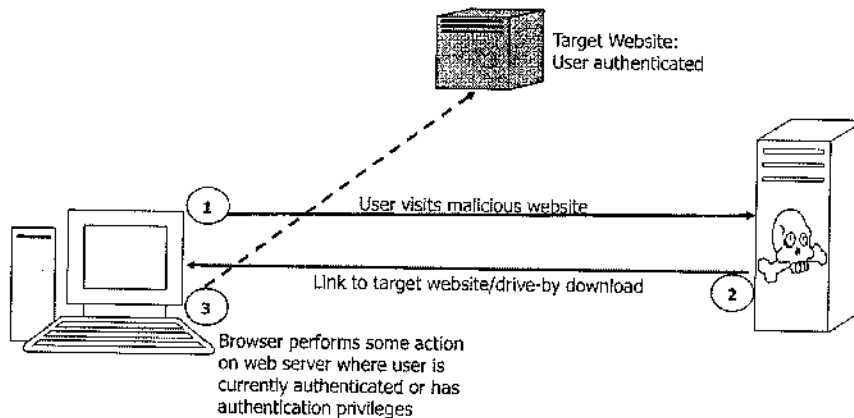 Target Website:
User authenticated
1
User visits malicious website
Link to target website/drive-by download
2
3
Browser performs some action
on web server where user is
currently authenticated or has
authentication privileges